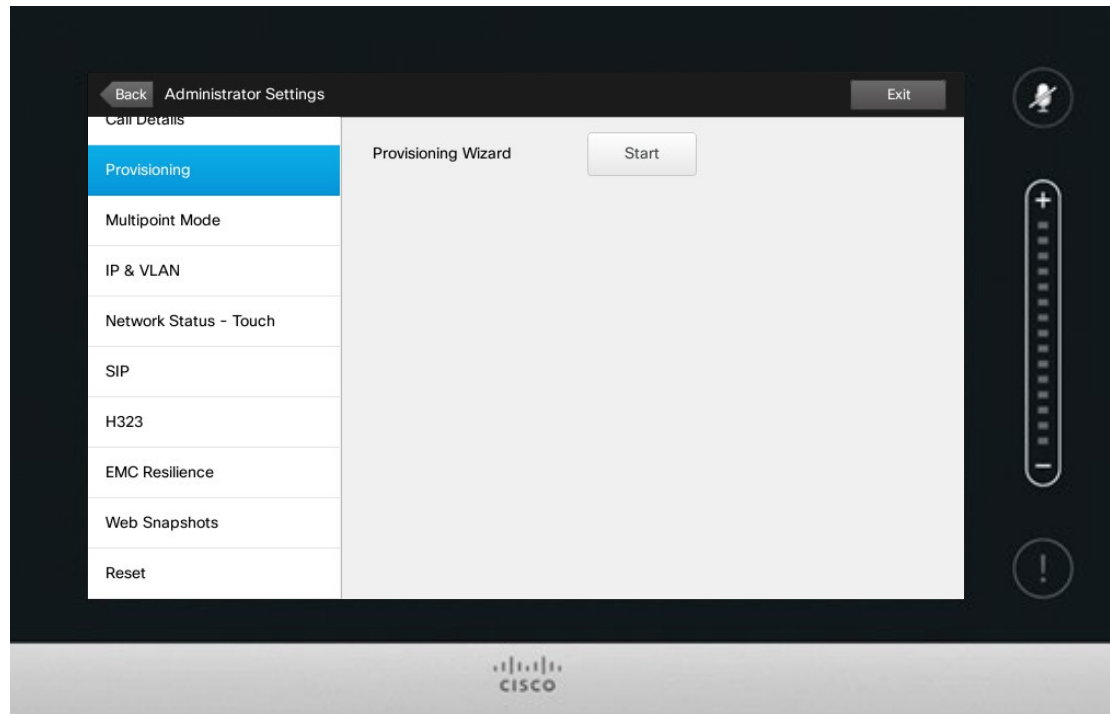 Back Administrator Settings Exit
Call Details
Provisioning
Provisioning Wizard Start
Multipoint Mode
IP & VLAN
Network Status - Touch
SIP
H323
EMC Resilience
Web Snapshots
Reset
+
-
!
CISCO